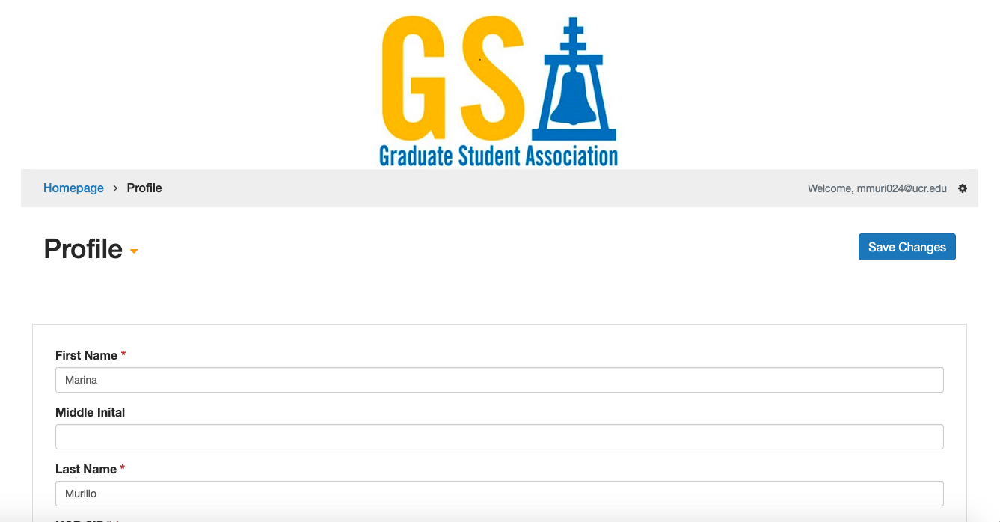 GS
Graduate Student Association
Homepage > Profile
Welcome, mmuri024@ucr.edu
Profile
Save Changes
First Name *
Marina
Middle Inital
Last Name *
Murillo